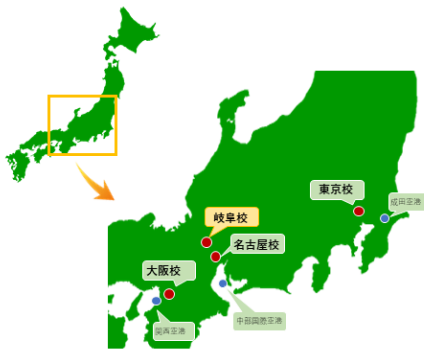 東京校
成田空港
岐阜校
名古屋校
大阪校
関西空港
中部国際空港